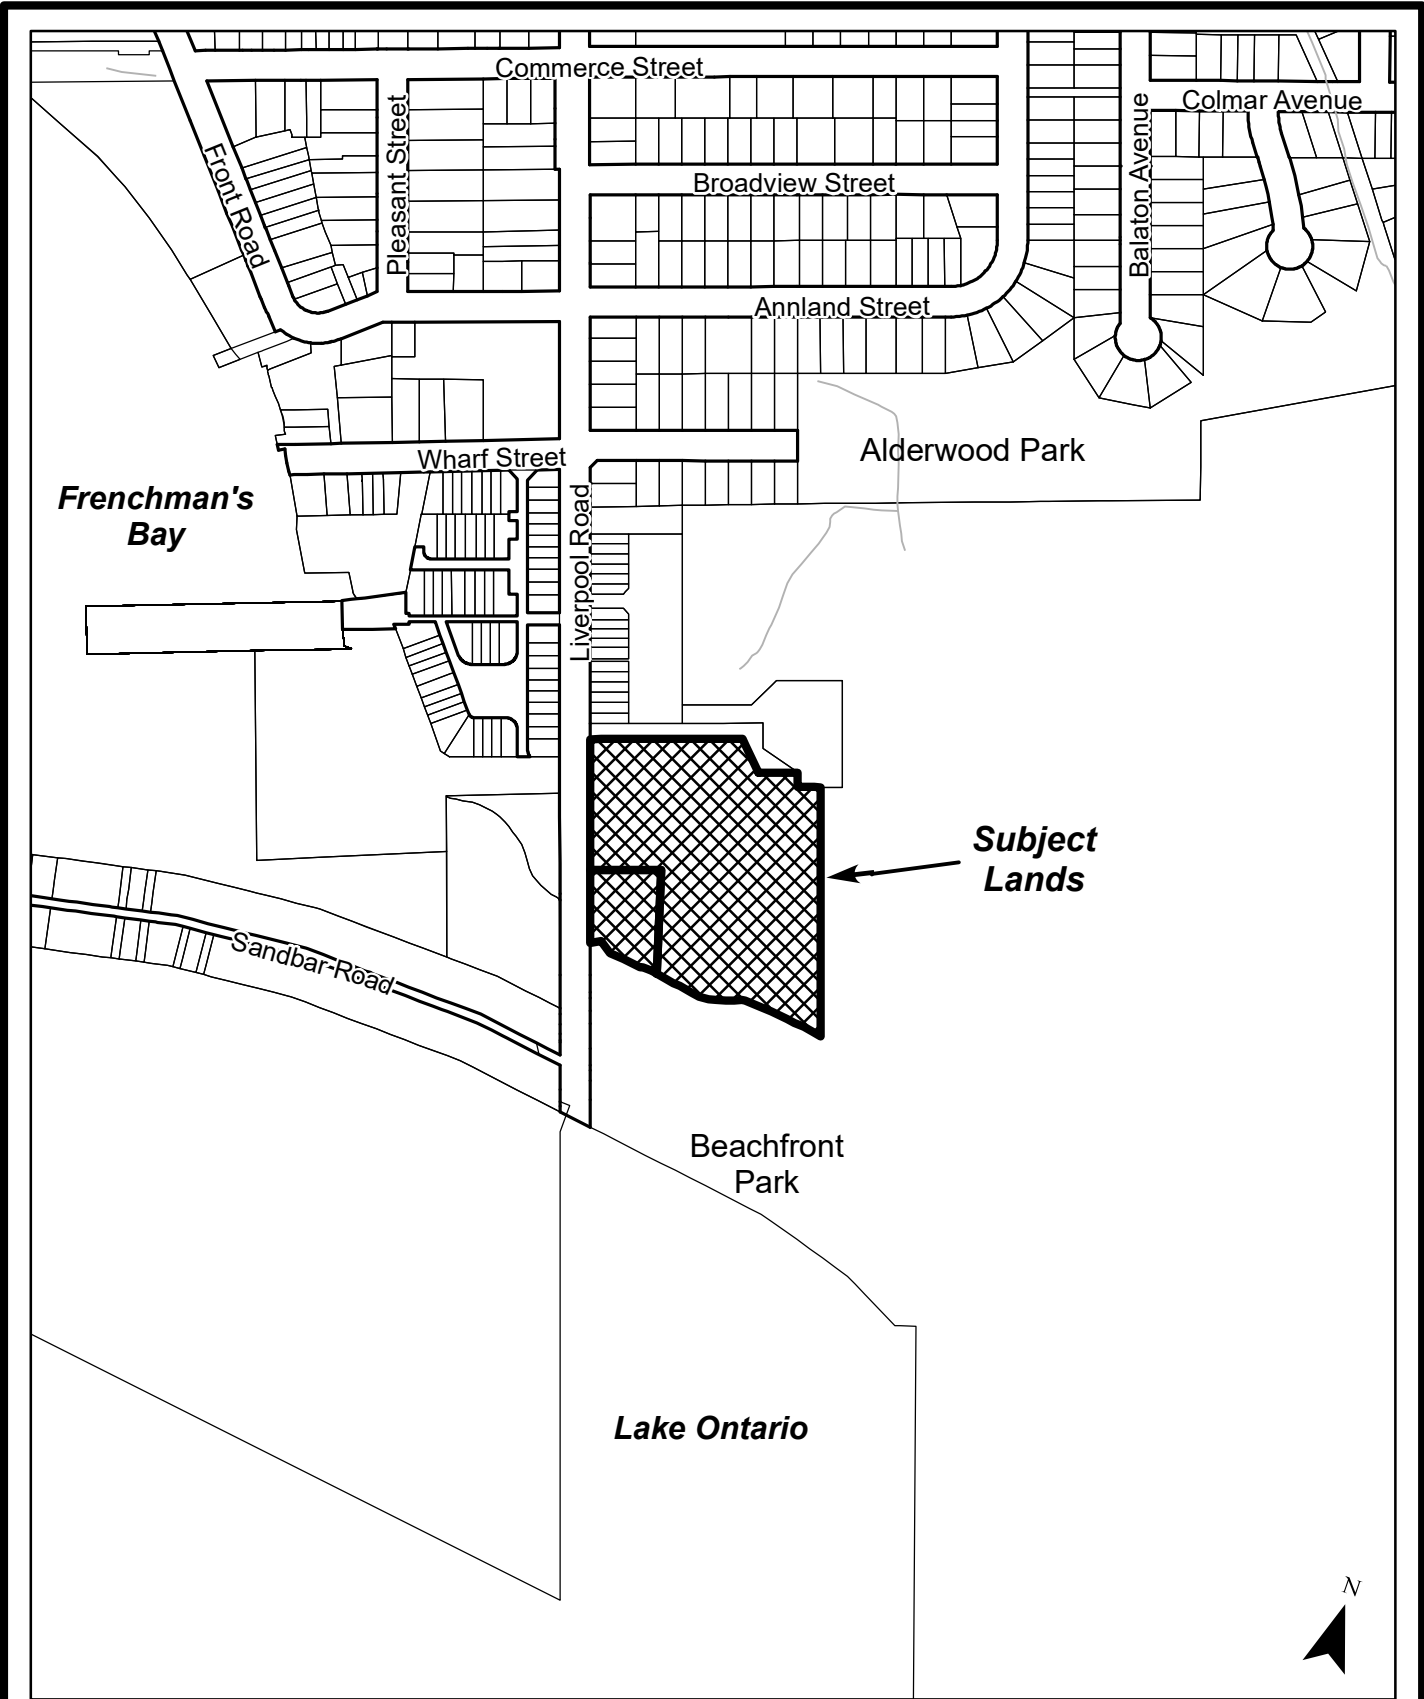 Commerce Street
Colmar Avenue
Front Road
Pleasant Street
Balaton Avenue
Broadview Street
Annland Street
Alderwood Park
Wharf Street
Frenchman's
Bay
Liverpool Road
Subject
Lands
Sandbar Road
Beachfront
Park
Lake Ontario
N